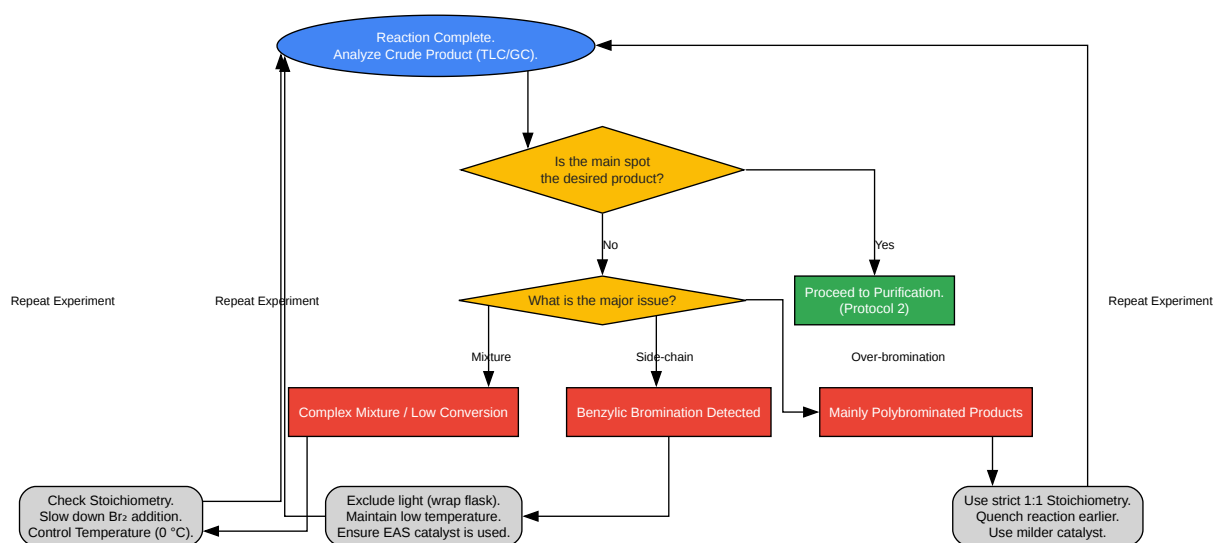 Reaction Complete.
Analyze Crude Product (TLC/GC).
Is the main spot
the desired product?
No
Yes
Repeat Experiment
Repeat Experiment
What is the major issue?
Proceed to Purification.
(Protocol 2)
Repeat Experiment
Mixture
Side-chain
Over-bromination
Complex Mixture / Low Conversion
Benzylic Bromination Detected
Mainly Polybrominated Products
Check Stoichiometry.
Slow down Br₂ addition.
Control Temperature (0 °C).
Exclude light (wrap flask).
Maintain low temperature.
Ensure EAS catalyst is used.
Use strict 1:1 Stoichiometry.
Quench reaction earlier.
Use milder catalyst.